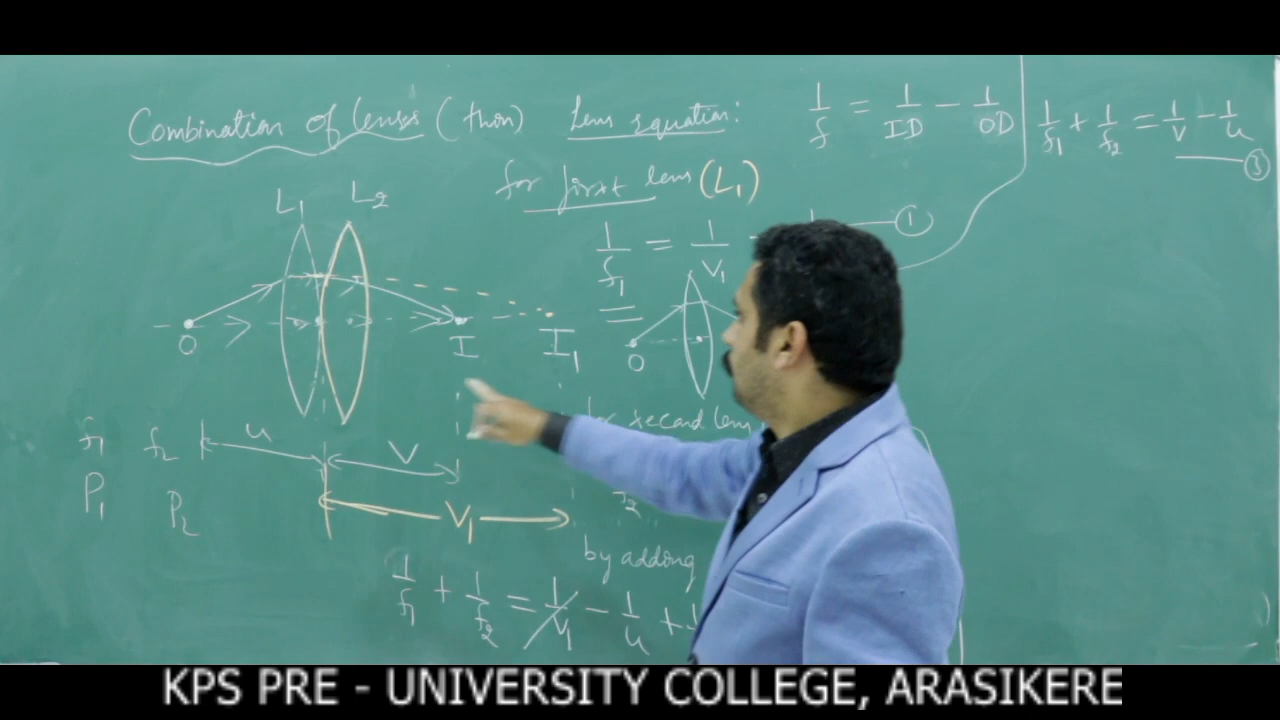 Combination of lenses (thin)
Lens equation:
1/f = 1/ID - 1/OD
1/f₁ + 1/f₂ = 1/v - 1/u
③
for first lens (L₁)
1/f₁ = 1/V₁ -
①
L₁ L₂
O I I₁
O
second lens
f₁ f₂ u V
P₁ P₂
V₁
f₂
by adding
1/f₁ + 1/f₂ = 1/V₁ - 1/u +
KPS PRE - UNIVERSITY COLLEGE, ARASIKERE